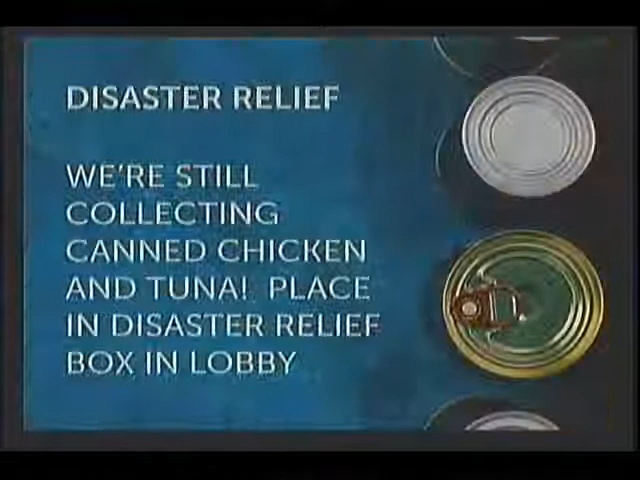 DISASTER RELIEF
WE'RE STILL
COLLECTING
CANNED CHICKEN
AND TUNA! PLACE
IN DISASTER RELIEF
BOX IN LOBBY